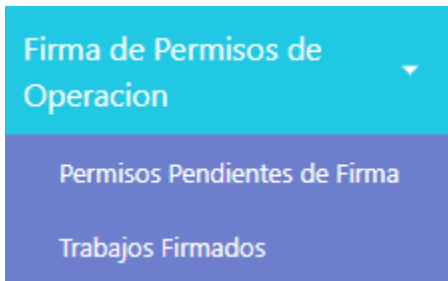 Firma de Permisos de
Operacion
Permisos Pendientes de Firma
Trabajos Firmados